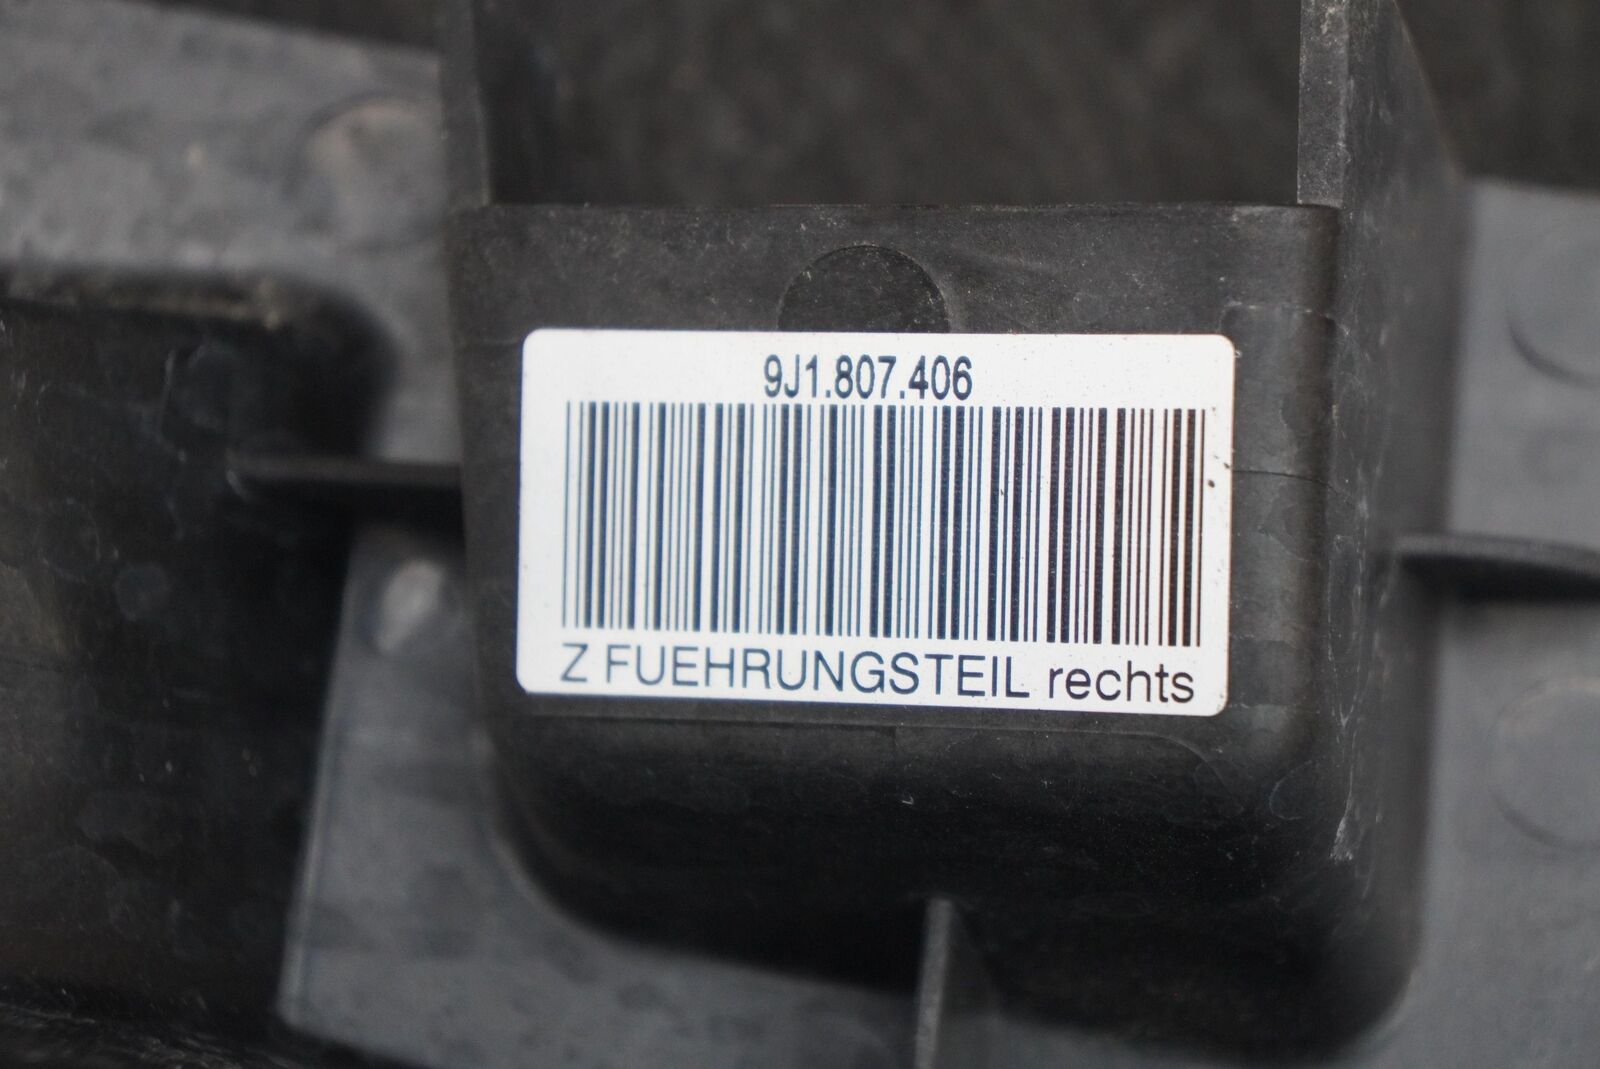 9J1.807.406
Z FUEHRUNGSTEIL rechts